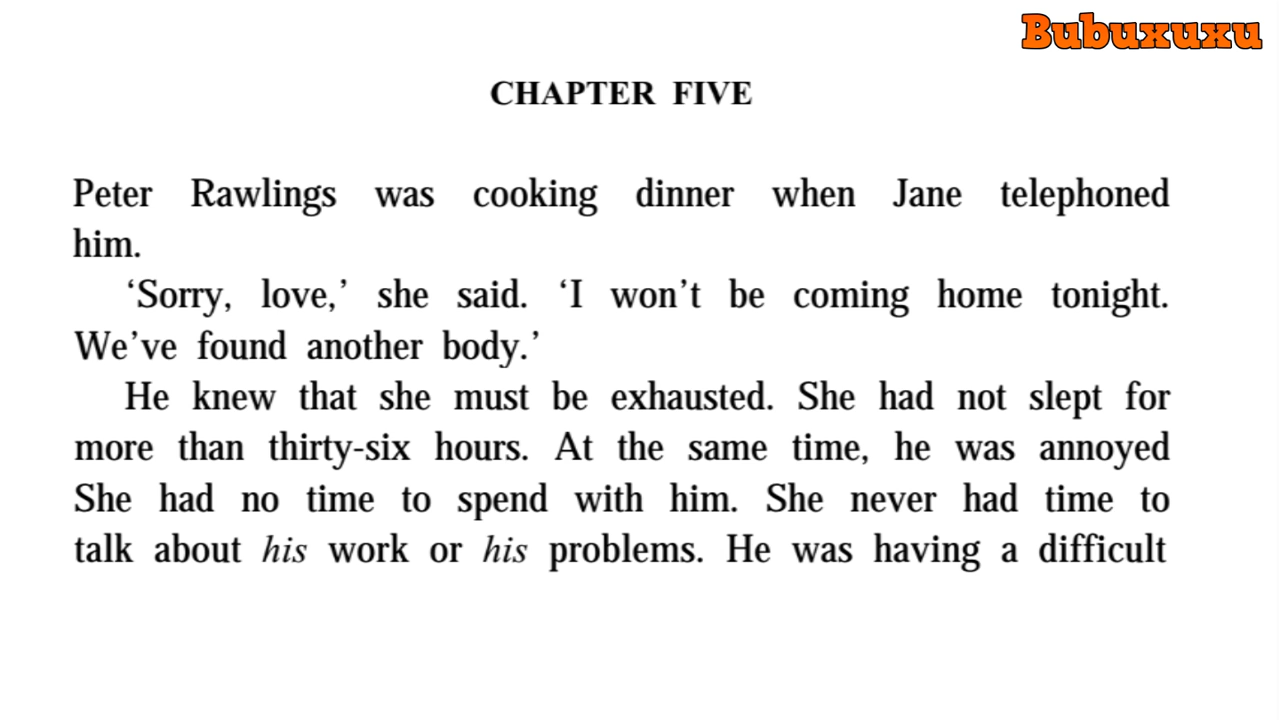 Bubuxuxu
CHAPTER FIVE
Peter Rawlings was cooking dinner when Jane telephoned
him.
‘Sorry, love,’ she said. ‘I won’t be coming home tonight.
We’ve found another body.’
He knew that she must be exhausted. She had not slept for
more than thirty-six hours. At the same time, he was annoyed
She had no time to spend with him. She never had time to
talk about his work or his problems. He was having a difficult